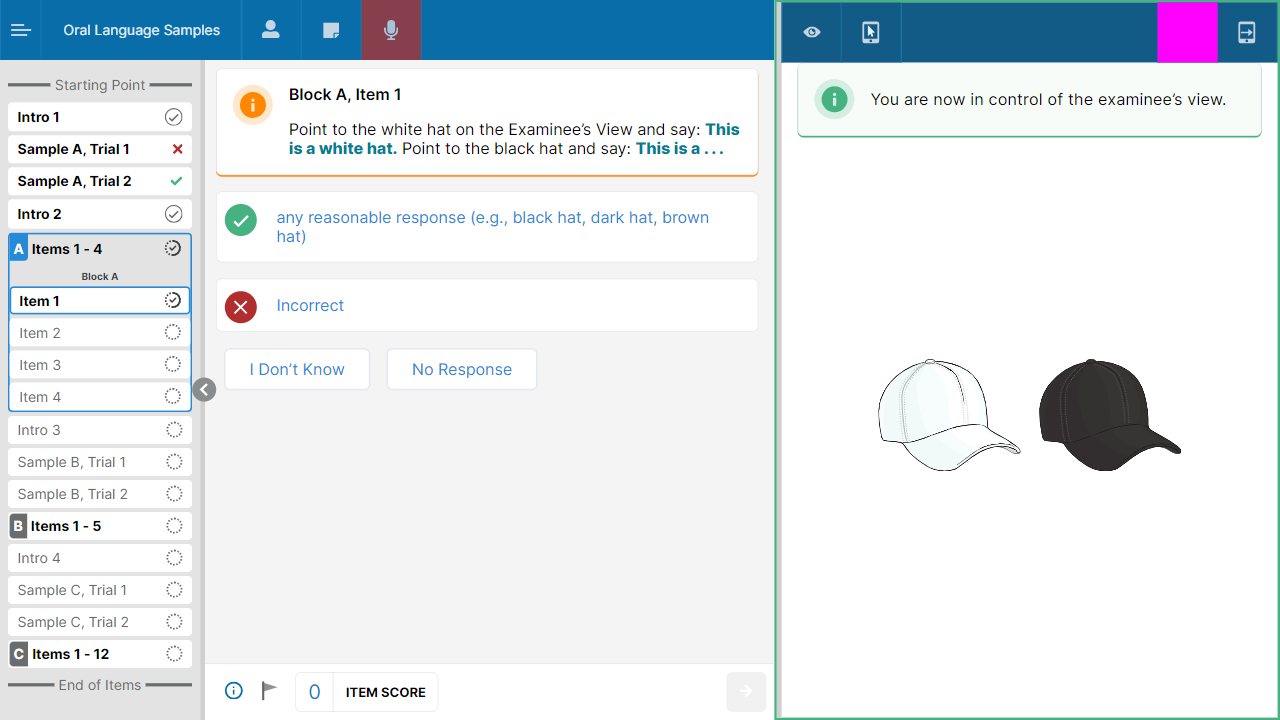 Oral Language Samples
Starting Point
Intro 1
Sample A, Trial 1
Sample A, Trial 2
Intro 2
A Items 1 - 4
Block A
Item 1
Item 2
Item 3
Item 4
Intro 3
Sample B, Trial 1
Sample B, Trial 2
B Items 1 - 5
Intro 4
Sample C, Trial 1
Sample C, Trial 2
C Items 1 - 12
End of Items
Block A, Item 1
Point to the white hat on the Examinee’s View and say: This
is a white hat. Point to the black hat and say: This is a . . .
any reasonable response (e.g., black hat, dark hat, brown
hat)
Incorrect
I Don’t Know
No Response
0 ITEM SCORE
You are now in control of the examinee’s view.